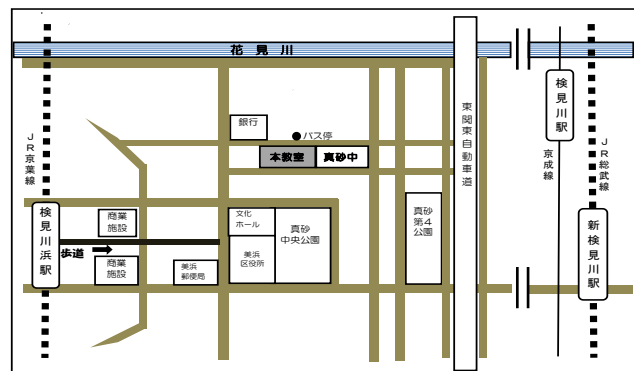 花見川
JR京葉線
検見川浜駅
歩道
商業
施設
商業
施設
銀行
バス停
本教室
真砂中
文化
ホール
美浜
区役所
真砂
中央公園
美浜
郵便局
真砂
第4
公園
東関東自動車道
検見川駅
京成線
JR総武線
新検見川駅